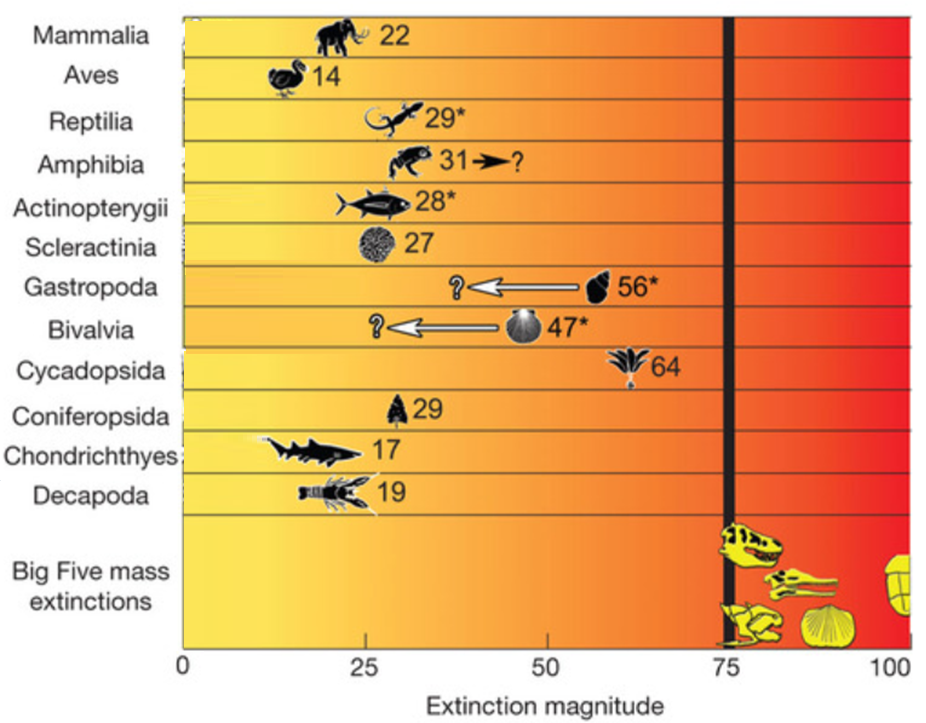 Mammalia 22
Aves 14
Reptilia 29*
Amphibia 31 ?
Actinopterygii 28*
Scleractinia 27
Gastropoda ? 56*
Bivalvia ? 47*
Cycadopsida 64
Coniferopsida 29
Chondrichthyes 17
Decapoda 19
Big Five mass
extinctions
0 25 50 75 100
Extinction magnitude